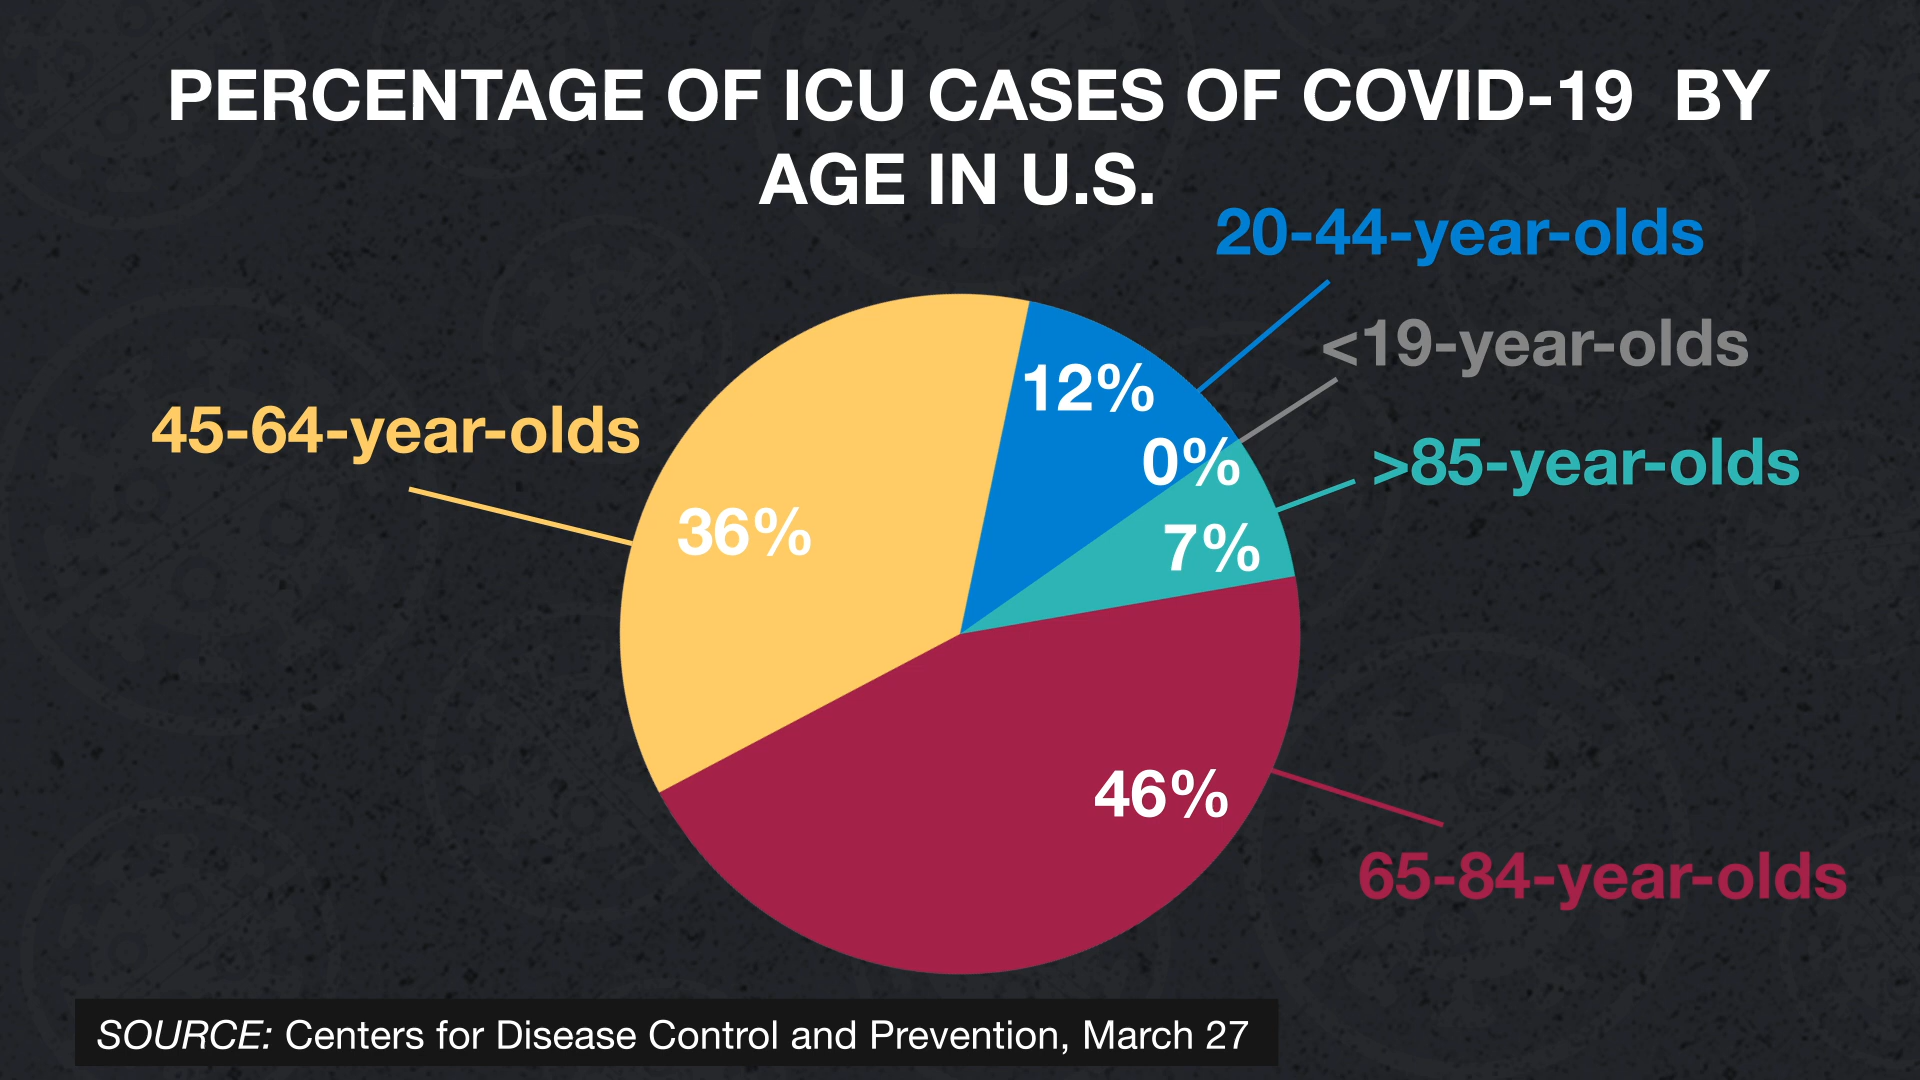 PERCENTAGE OF ICU CASES OF COVID-19 BY
AGE IN U.S.
20-44-year-olds
<19-year-olds
>85-year-olds
45-64-year-olds
12%
0%
7%
36%
46%
65-84-year-olds
SOURCE: Centers for Disease Control and Prevention, March 27